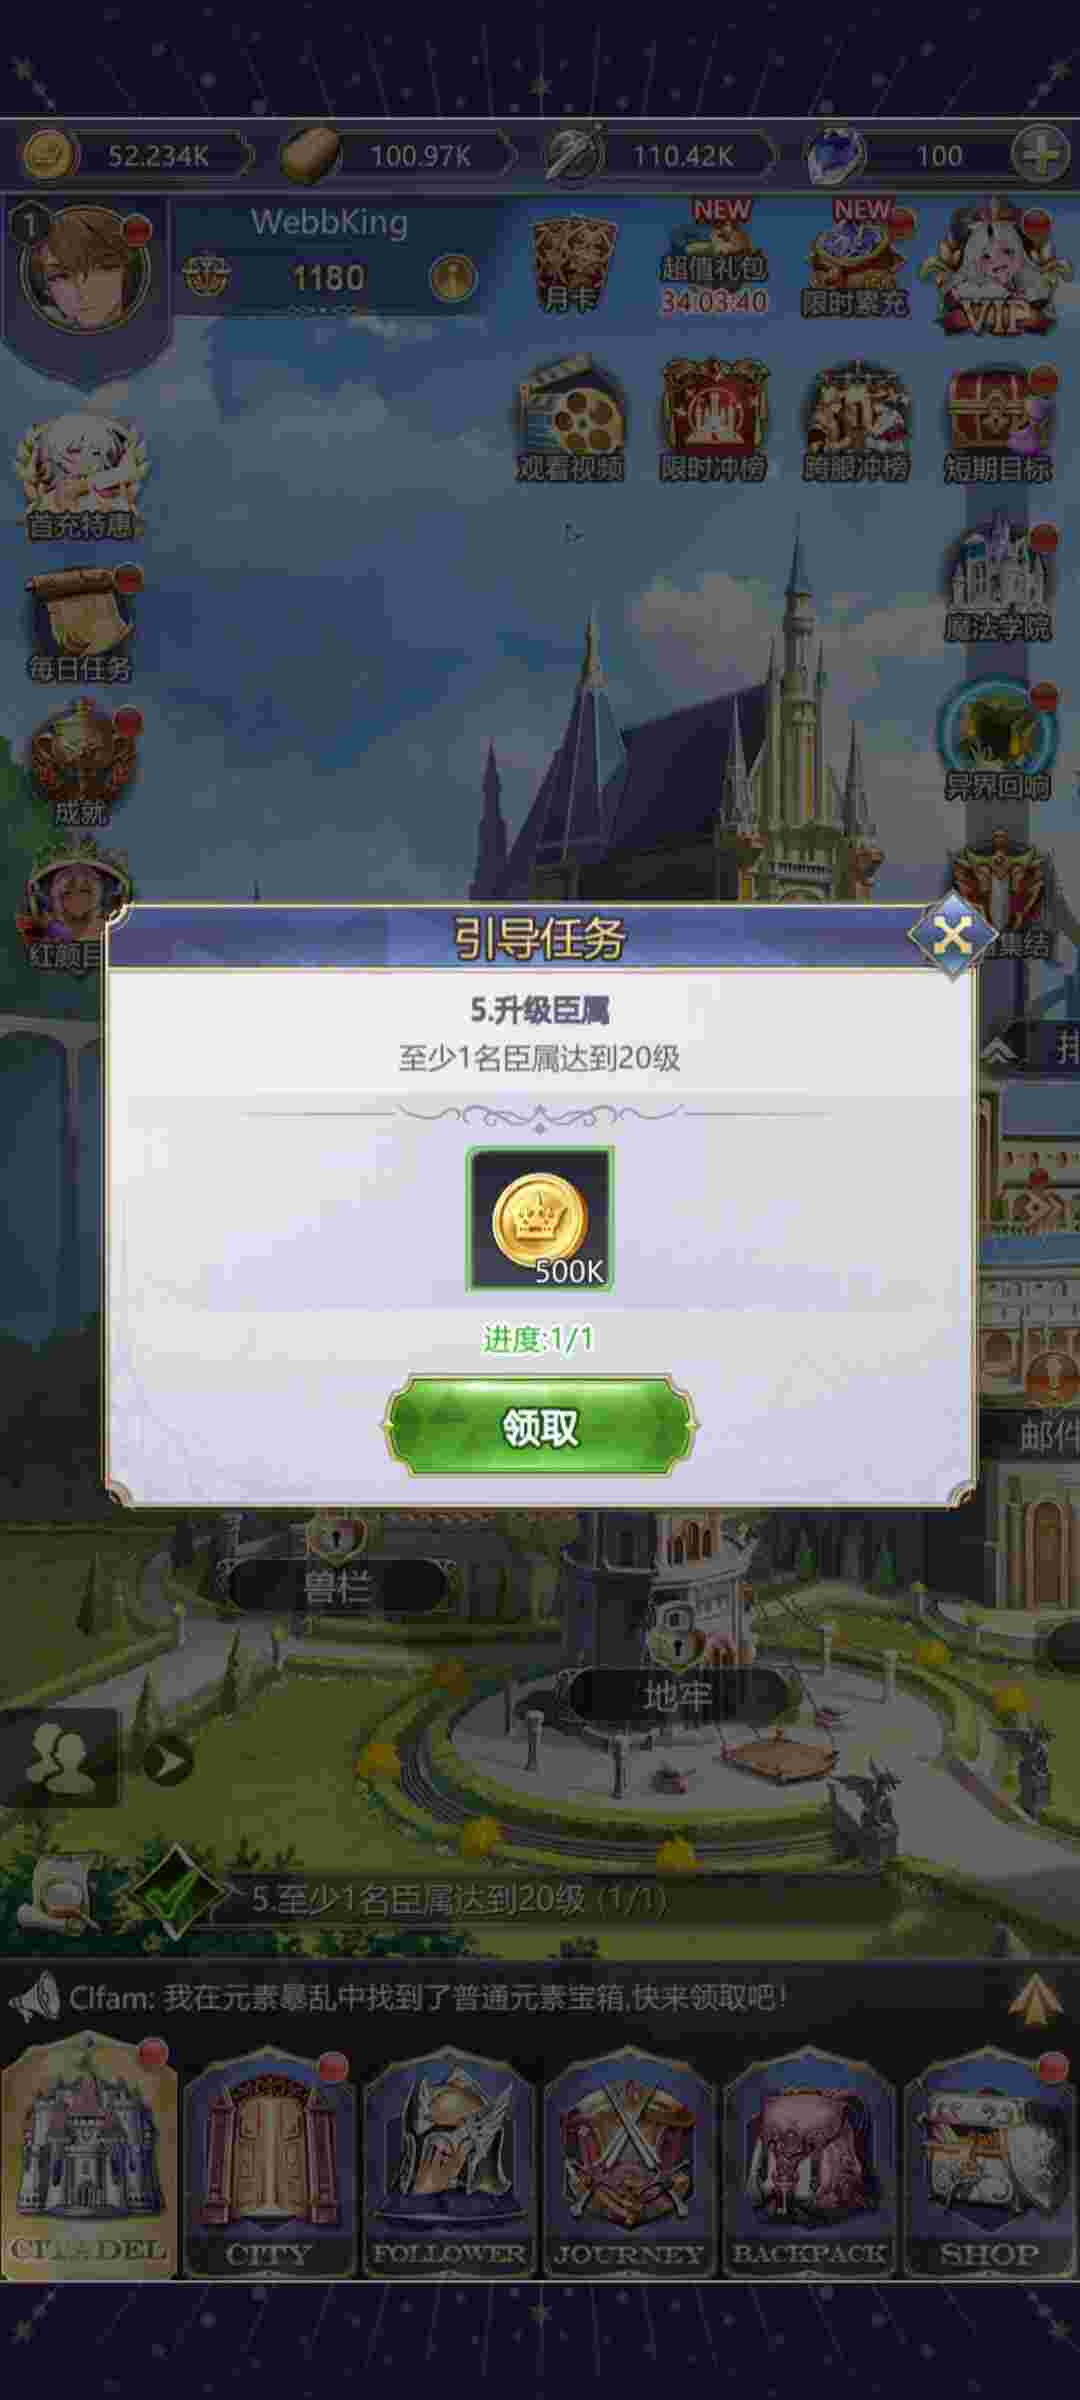 52.234K
100.97K
110.42K
100
1
WebbKing
1180
月卡
NEW
超值礼包
34:03:40
NEW
限时累充
VIP
观看视频
限时冲榜
跨服冲榜
短期目标
首充特惠
魔法学院
每日任务
异界回响
成就
红颜目
集结
引导任务
5.升级臣属
至少1名臣属达到20级
500K
进度:1/1
领取
邮件
兽栏
地牢
5.至少1名臣属达到20级 (1/1)
Clfam: 我在元素暴乱中找到了普通元素宝箱,快来领取吧!
CITADEL
CITY
FOLLOWER
JOURNEY
BACKPACK
SHOP